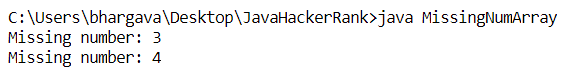 C:\Users\bhargava\Desktop\JavaHackerRank>java MissingNumArray
Missing number: 3
Missing number: 4